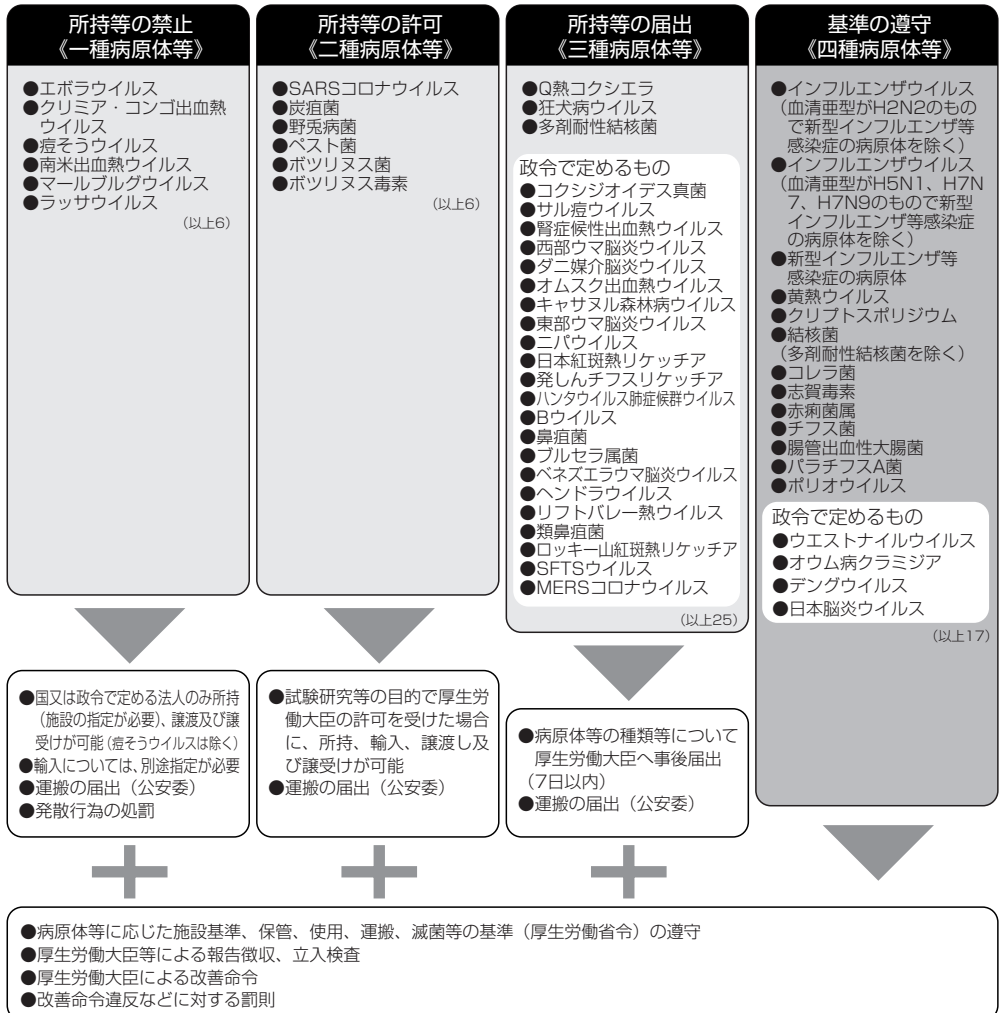 所持等の禁止
《一種病原体等》
●エボラウイルス
●クリミア・コンゴ出血熱
ウイルス
●痘そうウイルス
●南米出血熱ウイルス
●マールブルグウイルス
●ラッサウイルス
(以上6)
所持等の許可
《二種病原体等》
●SARSコロナウイルス
●炭疽菌
●野兎病菌
●ペスト菌
●ボツリヌス菌
●ボツリヌス毒素
(以上6)
所持等の届出
《三種病原体等》
●Q熱コクシエラ
●狂犬病ウイルス
●多剤耐性結核菌
政令で定めるもの
●コクシジオイデス真菌
●サル痘ウイルス
●腎症候性出血熱ウイルス
●西部ウマ脳炎ウイルス
●ダニ媒介脳炎ウイルス
●オムスク出血熱ウイルス
●キャサヌル森林病ウイルス
●東部ウマ脳炎ウイルス
●ニパウイルス
●日本紅斑熱リケッチア
●発しんチフスリケッチア
●ハンタウイルス肺症候群ウイルス
●Bウイルス
●鼻疽菌
●ブルセラ属菌
●ベネズエラウマ脳炎ウイルス
●ヘンドラウイルス
●リフトバレー熱ウイルス
●類鼻疽菌
●ロッキー山紅斑熱リケッチア
●SFTSウイルス
●MERSコロナウイルス
(以上25)
基準の遵守
《四種病原体等》
●インフルエンザウイルス
(血清亜型がH2N2のもの
で新型インフルエンザ等
感染症の病原体を除く)
●インフルエンザウイルス
(血清亜型がH5N1、H7N
7、H7N9のもので新型
インフルエンザ等感染症
の病原体を除く)
●新型インフルエンザ等
感染症の病原体
●黄熱ウイルス
●クリプトスポリジウム
●結核菌
(多剤耐性結核菌を除く)
●コレラ菌
●志賀毒素
●赤痢菌属
●チフス菌
●腸管出血性大腸菌
●パラチフスA菌
●ポリオウイルス
政令で定めるもの
●ウエストナイルウイルス
●オウム病クラミジア
●デングウイルス
●日本脳炎ウイルス
(以上17)
●国又は政令で定める法人のみ所持
(施設の指定が必要)、譲渡及び譲
受けが可能(痘そうウイルスは除く)
●輸入については、別途指定が必要
●運搬の届出(公安委)
●発散行為の処罰
●試験研究等の目的で厚生労
働大臣の許可を受けた場合
に、所持、輸入、譲渡し及
び譲受けが可能
●運搬の届出(公安委)
●病原体等の種類等について
厚生労働大臣へ事後届出
(7日以内)
●運搬の届出(公安委)
●病原体等に応じた施設基準、保管、使用、運搬、滅菌等の基準(厚生労働省令)の遵守
●厚生労働大臣等による報告徴収、立入検査
●厚生労働大臣による改善命令
●改善命令違反などに対する罰則